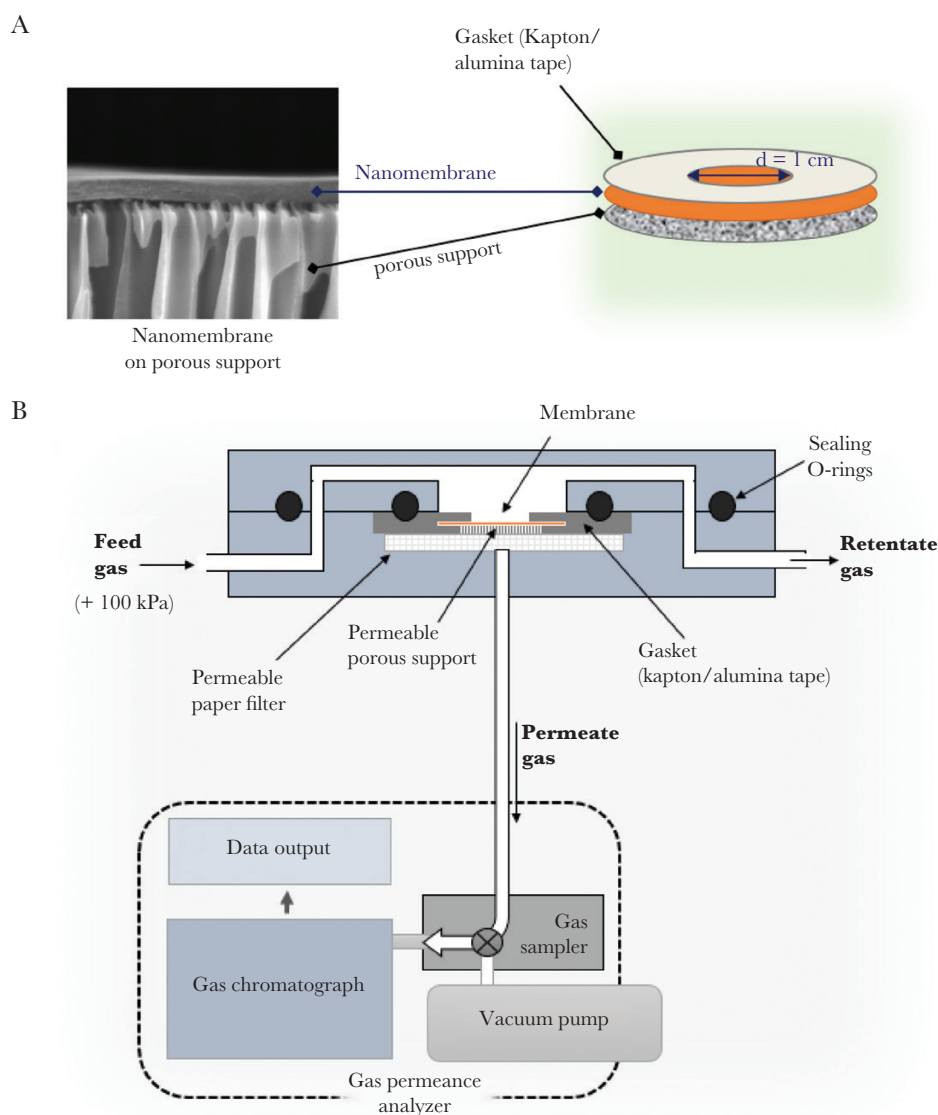 A
Gasket (Kapton/
alumina tape)
d = 1 cm
Nanomembrane
porous support
Nanomembrane
on porous support
B
Membrane
Sealing
O-rings
Feed
gas
(+ 100 kPa)
Retentate
gas
Permeable
porous support
Gasket
(kapton/alumina tape)
Permeable
paper filter
Permeate
gas
Data output
Gas
sampler
Gas chromatograph
Vacuum pump
Gas permeance
analyzer